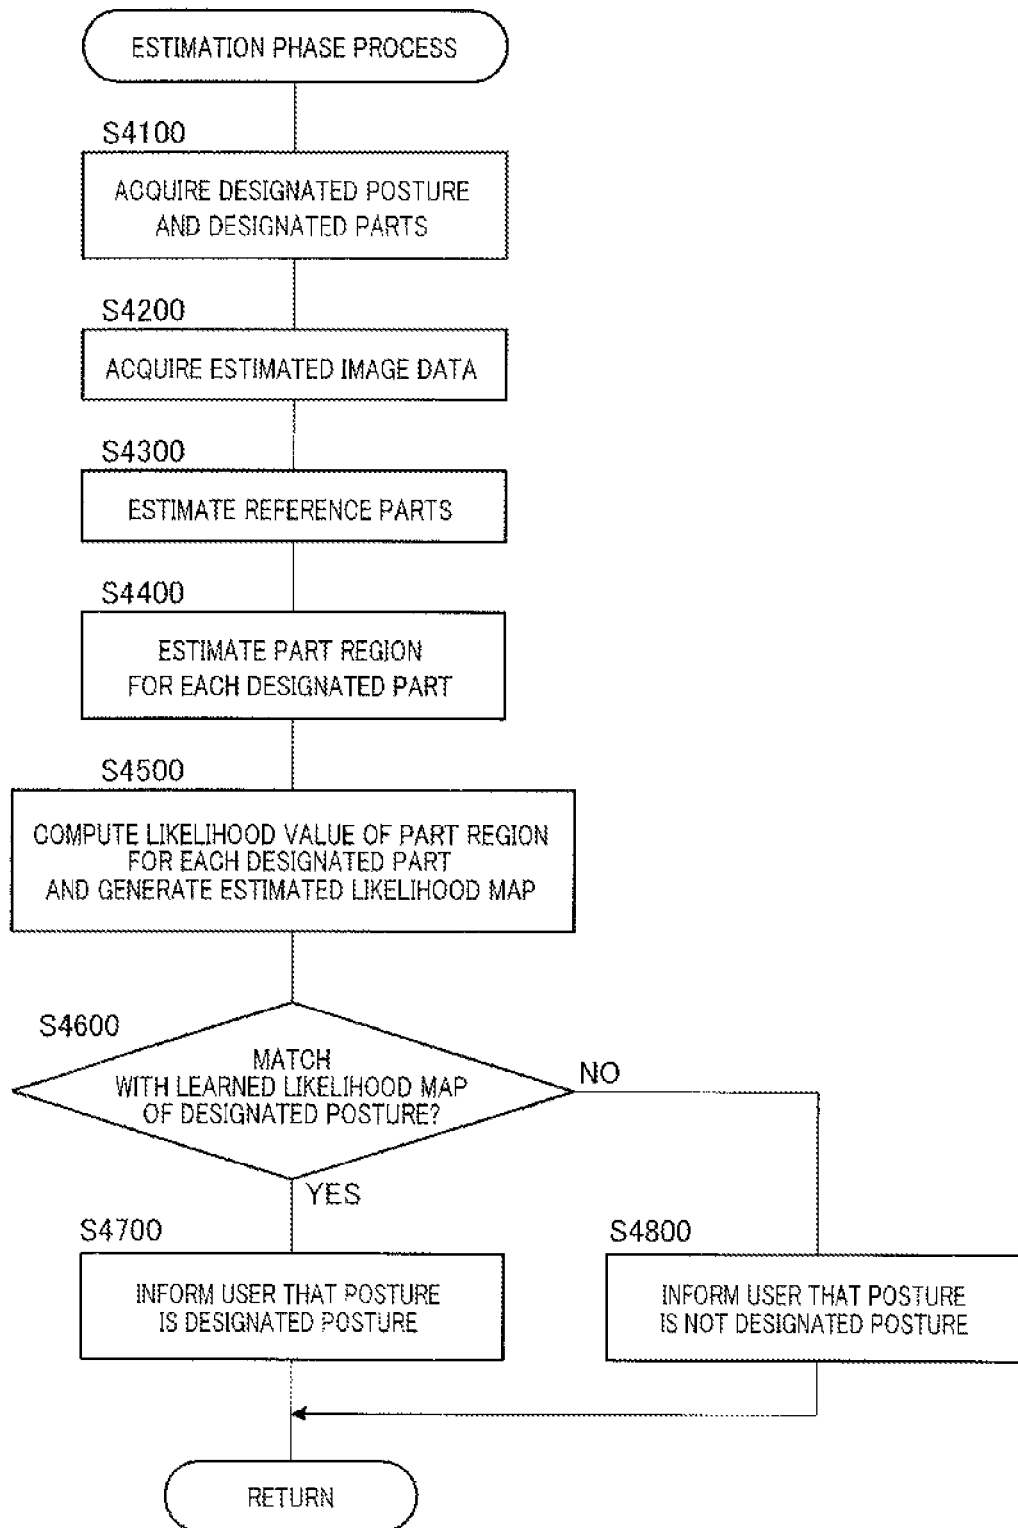 ESTIMATION PHASE PROCESS
S4100
ACQUIRE DESIGNATED POSTURE
AND DESIGNATED PARTS
S4200
ACQUIRE ESTIMATED IMAGE DATA
S4300
ESTIMATE REFERENCE PARTS
S4400
ESTIMATE PART REGION
FOR EACH DESIGNATED PART
S4500
COMPUTE LIKELIHOOD VALUE OF PART REGION
FOR EACH DESIGNATED PART
AND GENERATE ESTIMATED LIKELIHOOD MAP
S4600
MATCH
WITH LEARNED LIKELIHOOD MAP
OF DESIGNATED POSTURE?
NO
YES
S4700
INFORM USER THAT POSTURE
IS DESIGNATED POSTURE
S4800
INFORM USER THAT POSTURE
IS NOT DESIGNATED POSTURE
RETURN